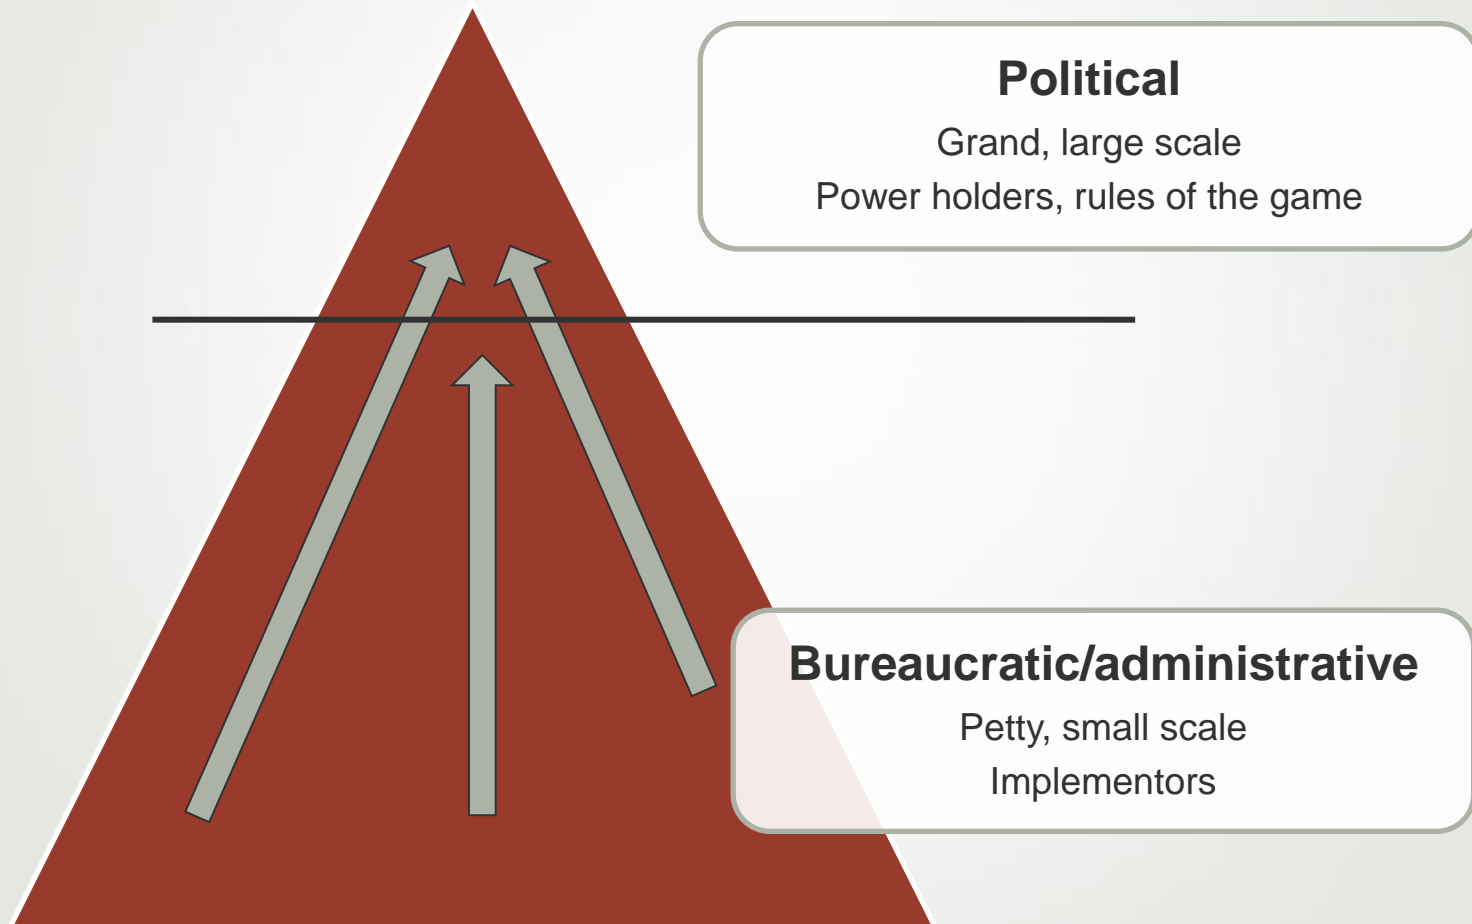 Political
Grand, large scale
Power holders, rules of the game
Bureaucratic/administrative
Petty, small scale
Implementors